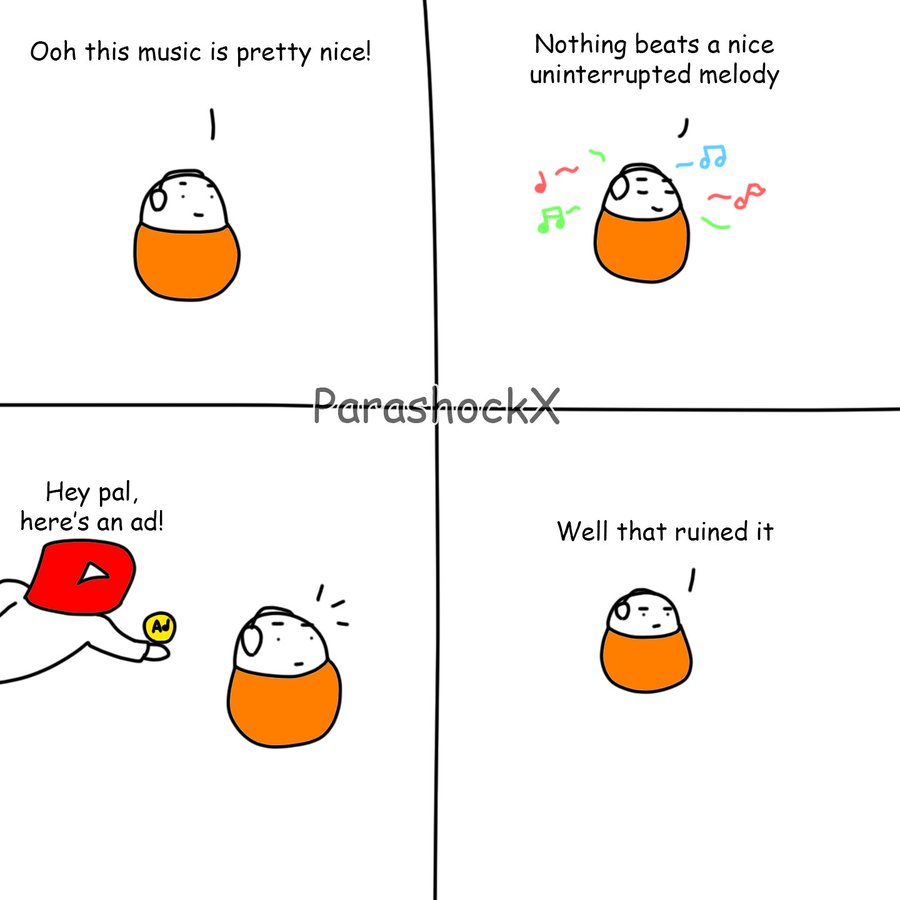 Ooh this music is pretty nice!
Nothing beats a nice
uninterrupted melody
ParashockX
Hey pal,
here's an ad!
Ad
Well that ruined it